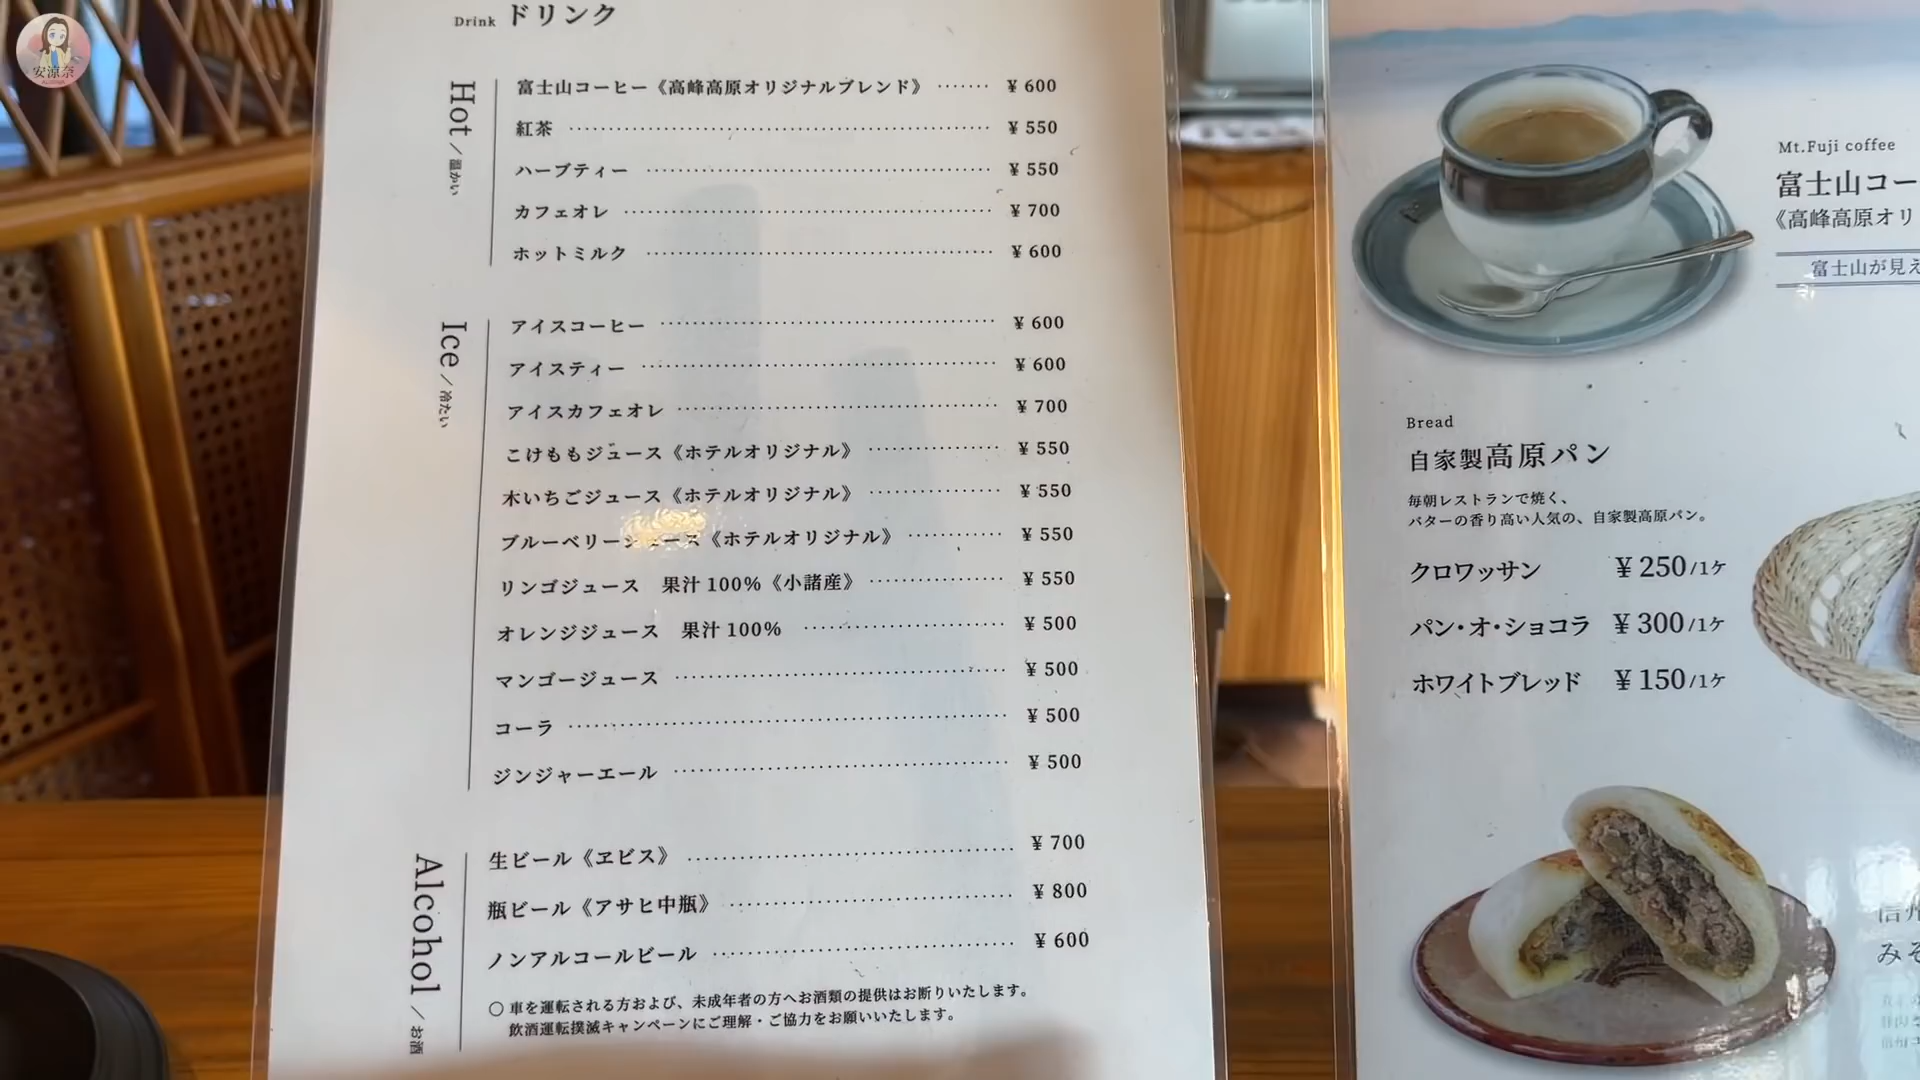 安涼奈
Drink ドリンク
Hot / 温かい
富士山コーヒー《高峰高原オリジナルブレンド》 ¥ 600
紅茶 ¥ 550
ハーブティー ¥ 550
カフェオレ ¥ 700
ホットミルク ¥ 600
Ice / 冷たい
アイスコーヒー ¥ 600
アイスティー ¥ 600
アイスカフェオレ ¥ 700
こけももジュース《ホテルオリジナル》 ¥ 550
木いちごジュース《ホテルオリジナル》 ¥ 550
ブルーベリージュース《ホテルオリジナル》 ¥ 550
リンゴジュース 果汁100%《小諸産》 ¥ 550
オレンジジュース 果汁100% ¥ 500
マンゴージュース ¥ 500
コーラ ¥ 500
ジンジャーエール ¥ 500
Alcohol / お酒
生ビール《ヱビス》 ¥ 700
瓶ビール《アサヒ中瓶》 ¥ 800
ノンアルコールビール ¥ 600
○ 車を運転される方および、未成年者の方へお酒類の提供はお断りいたします。
飲酒運転撲滅キャンペーンにご理解・ご協力をお願いいたします。
Mt.Fuji coffee
富士山コー
《高峰高原オリ
富士山が見え
Bread
自家製高原パン
毎朝レストランで焼く、
バターの香り高い人気の、自家製高原パン。
クロワッサン ¥ 250/1ケ
パン・オ・ショコラ ¥ 300/1ケ
ホワイトブレッド ¥ 150/1ケ
信州
みそ